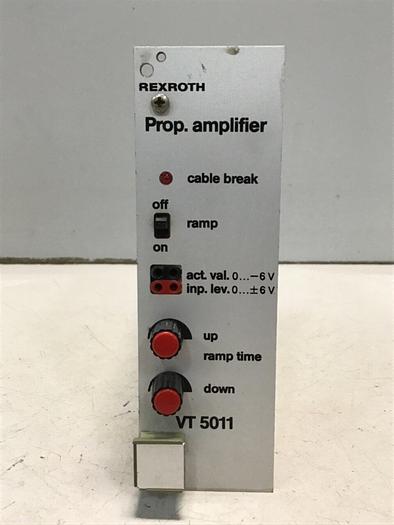 REXROTH
Prop. amplifier
cable break
off
ramp
on
act. val. 0...−6 V
inp. lev. 0...±6 V
up
ramp time
down
VT 5011